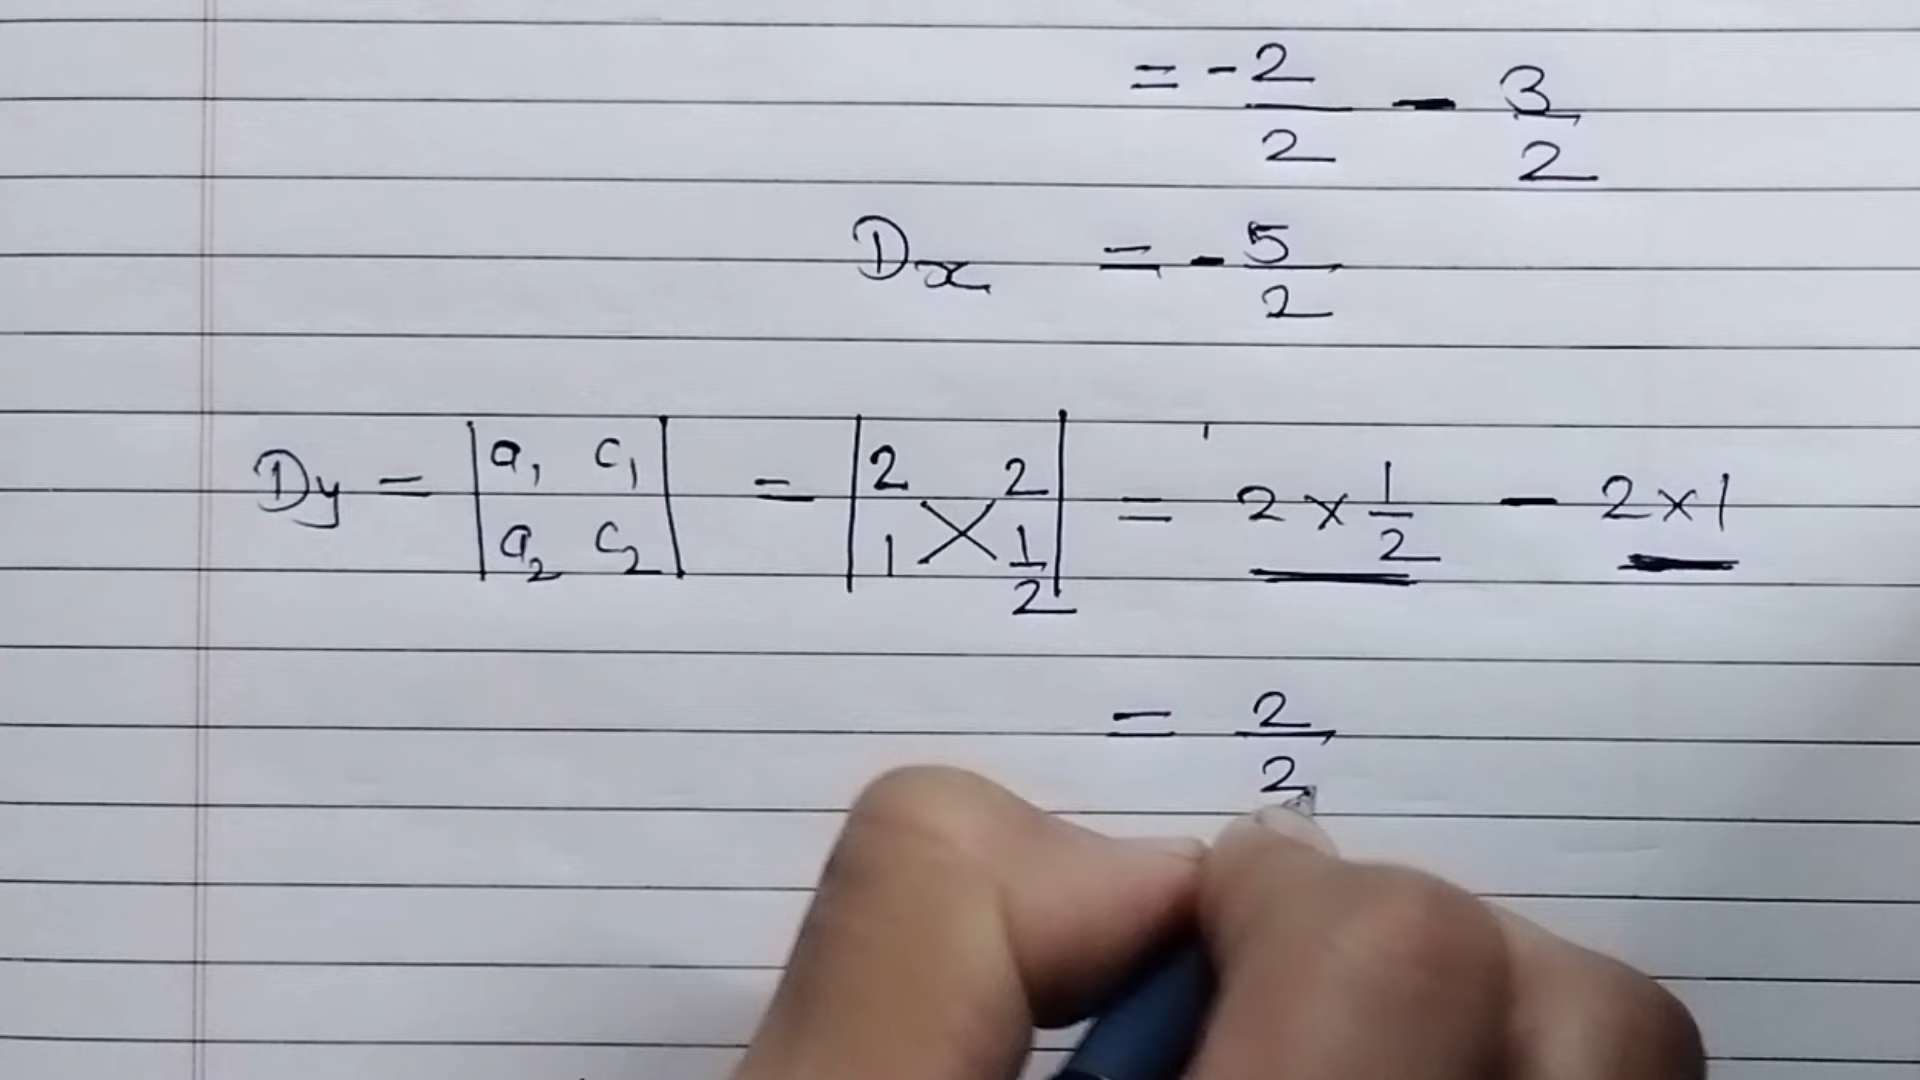 = -2/2 - 3/2
Dx = -5/2
Dy = |a₁ c₁; a₂ c₂| = |2 2; 1 1/2| = 2 × 1/2 - 2 × 1
= 2/2